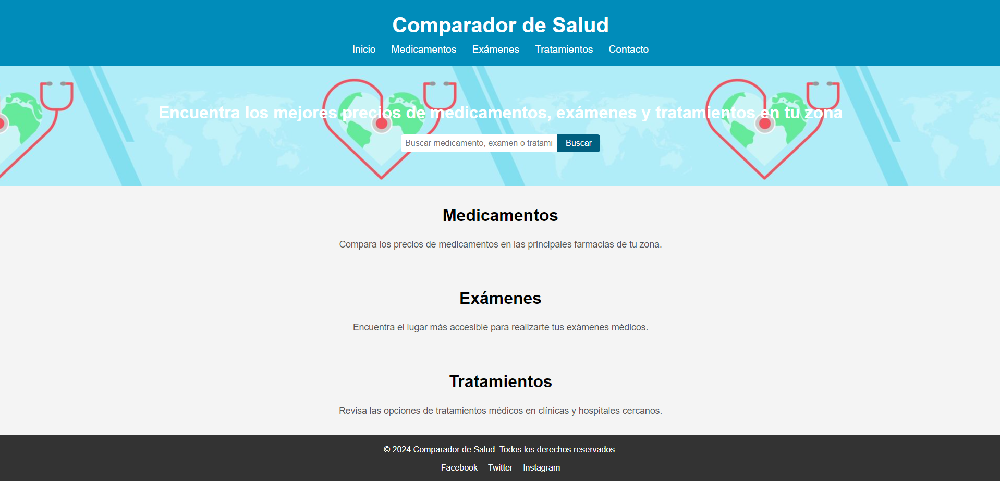 Comparador de Salud
Inicio Medicamentos Exámenes Tratamientos Contacto
Encuentra los mejores precios de medicamentos, exámenes y tratamientos en tu zona
Buscar medicamento, examen o tratami Buscar
Medicamentos
Compara los precios de medicamentos en las principales farmacias de tu zona.
Exámenes
Encuentra el lugar más accesible para realizarte tus exámenes médicos.
Tratamientos
Revisa las opciones de tratamientos médicos en clínicas y hospitales cercanos.
© 2024 Comparador de Salud. Todos los derechos reservados.
Facebook Twitter Instagram